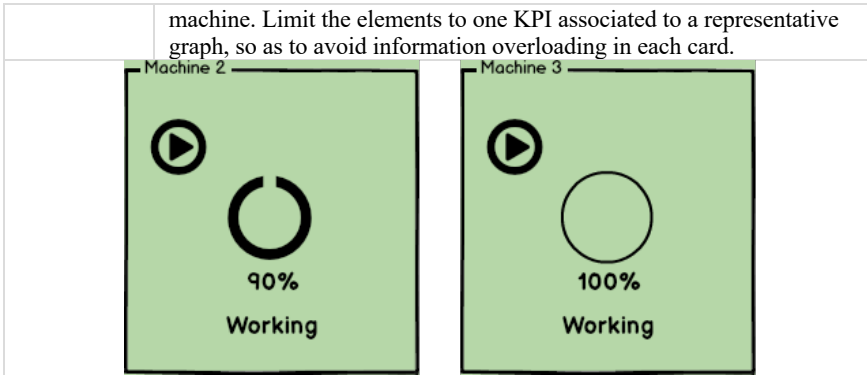 machine. Limit the elements to one KPI associated to a representative
graph, so as to avoid information overloading in each card.
Machine 2
90%
Working
Machine 3
100%
Working